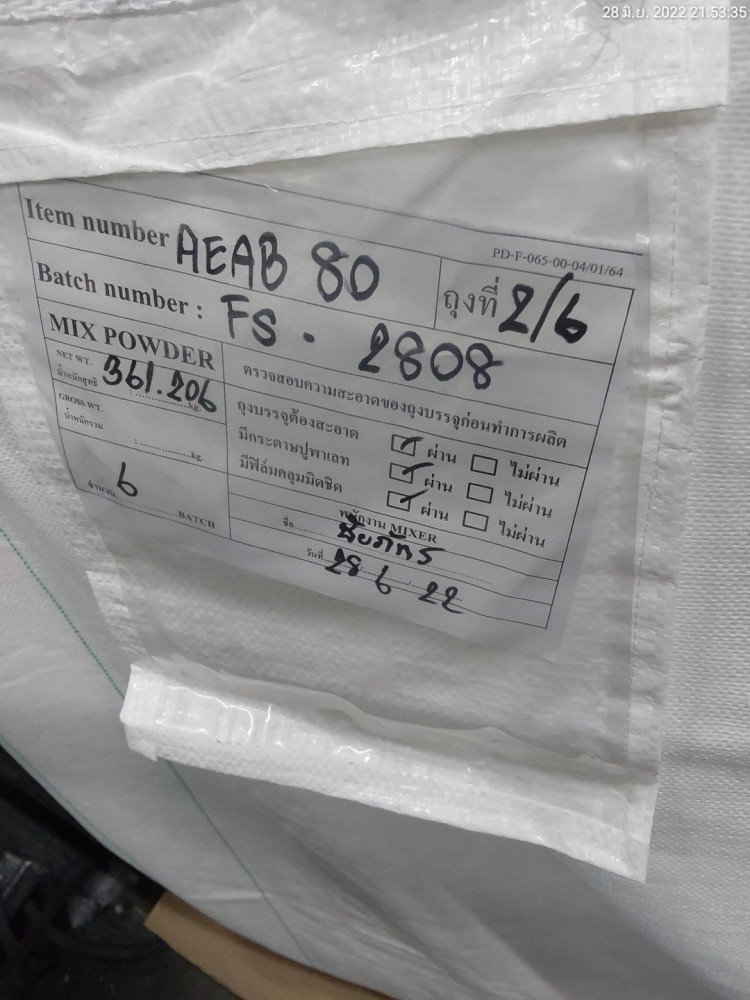 28 มิ.ย. 2022 21:53:35
PD-F-065-00-04/01/64
Item number AEAB 80
ถุงที่ 2/6
Batch number : FS - 2808
MIX POWDER
NET WT.
น้ำหนักสุทธิ : 361.206 kg.
GROSS WT.
น้ำหนักรวม : ............... kg.
จำนวน 6 BATCH
ตรวจสอบความสะอาดของถุงบรรจุก่อนทำการผลิต
ถุงบรรจุต้องสะอาด ☑ ผ่าน ☐ ไม่ผ่าน
มีกระดาษปูพาเลท ☑ ผ่าน ☐ ไม่ผ่าน
มีฟิล์มคลุมมิดชิด ☑ ผ่าน ☐ ไม่ผ่าน
พนักงาน MIXER
ชื่อ
วันที่ 28 / 6 / 22